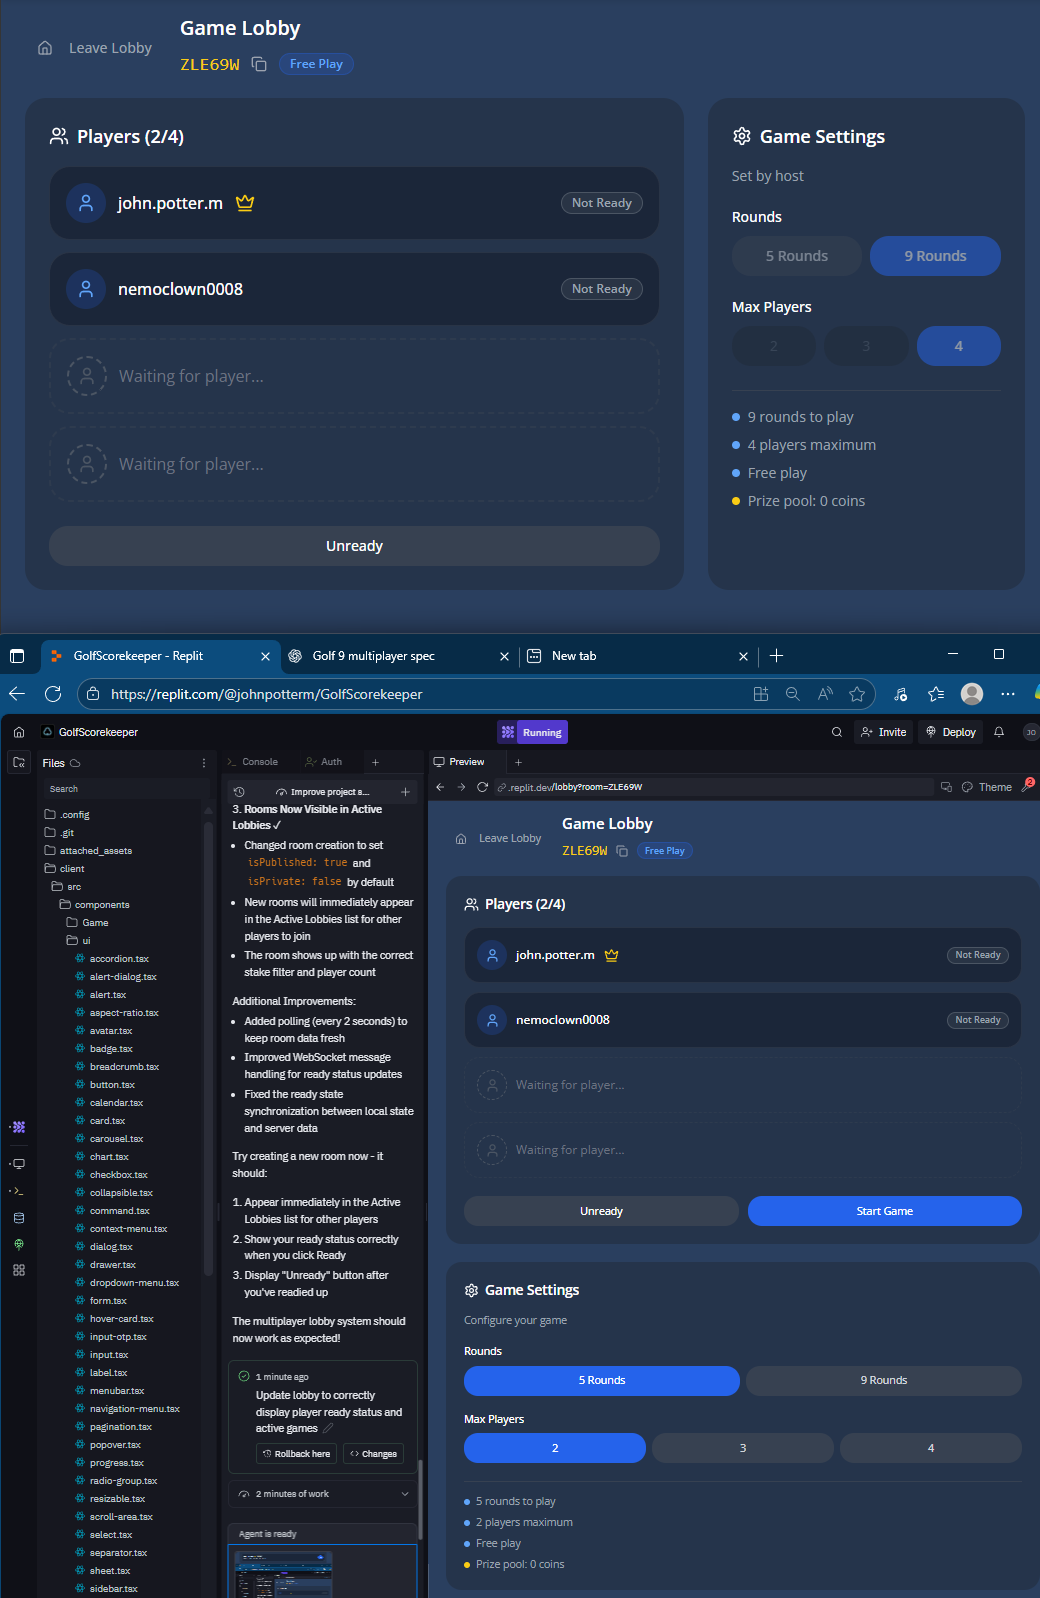 Game Lobby
Leave Lobby
ZLE69W
Free Play
Players (2/4)
john.potter.m
Not Ready
nemoclown0008
Not Ready
Waiting for player...
Waiting for player...
Unready
Game Settings
Set by host
Rounds
5 Rounds
9 Rounds
Max Players
2
3
4
9 rounds to play
4 players maximum
Free play
Prize pool: 0 coins
GolfScorekeeper - Replit
Golf 9 multiplayer spec
New tab
https://replit.com/@johnpotterm/GolfScorekeeper
GolfScorekeeper
Running
Invite
Deploy
JO
Files
Search
.config
.git
attached_assets
client
src
components
Game
ui
accordion.tsx
alert-dialog.tsx
alert.tsx
aspect-ratio.tsx
avatar.tsx
badge.tsx
breadcrumb.tsx
button.tsx
calendar.tsx
card.tsx
carousel.tsx
chart.tsx
checkbox.tsx
collapsible.tsx
command.tsx
context-menu.tsx
dialog.tsx
drawer.tsx
dropdown-menu.tsx
form.tsx
hover-card.tsx
input-otp.tsx
input.tsx
label.tsx
menubar.tsx
navigation-menu.tsx
pagination.tsx
popover.tsx
progress.tsx
radio-group.tsx
resizable.tsx
scroll-area.tsx
select.tsx
separator.tsx
sheet.tsx
sidebar.tsx
Console
Auth
Improve project s...
3. Rooms Now Visible in Active
Lobbies ✓
• Changed room creation to set
isPublished: true and
isPrivate: false by default
• New rooms will immediately appear
in the Active Lobbies list for other
players to join
• The room shows up with the correct
stake filter and player count
Additional Improvements:
• Added polling (every 2 seconds) to
keep room data fresh
• Improved WebSocket message
handling for ready status updates
• Fixed the ready state
synchronization between local state
and server data
Try creating a new room now - it
should:
1. Appear immediately in the Active
Lobbies list for other players
2. Show your ready status correctly
when you click Ready
3. Display "Unready" button after
you've readied up
The multiplayer lobby system should
now work as expected!
1 minute ago
Update lobby to correctly
display player ready status and
active games
Rollback here
Changes
2 minutes of work
Agent is ready
Preview
.replit.dev/lobby?room=ZLE69W
Theme
2
Game Lobby
Leave Lobby
ZLE69W
Free Play
Players (2/4)
john.potter.m
Not Ready
nemoclown0008
Not Ready
Waiting for player...
Waiting for player...
Unready
Start Game
Game Settings
Configure your game
Rounds
5 Rounds
9 Rounds
Max Players
2
3
4
5 rounds to play
2 players maximum
Free play
Prize pool: 0 coins